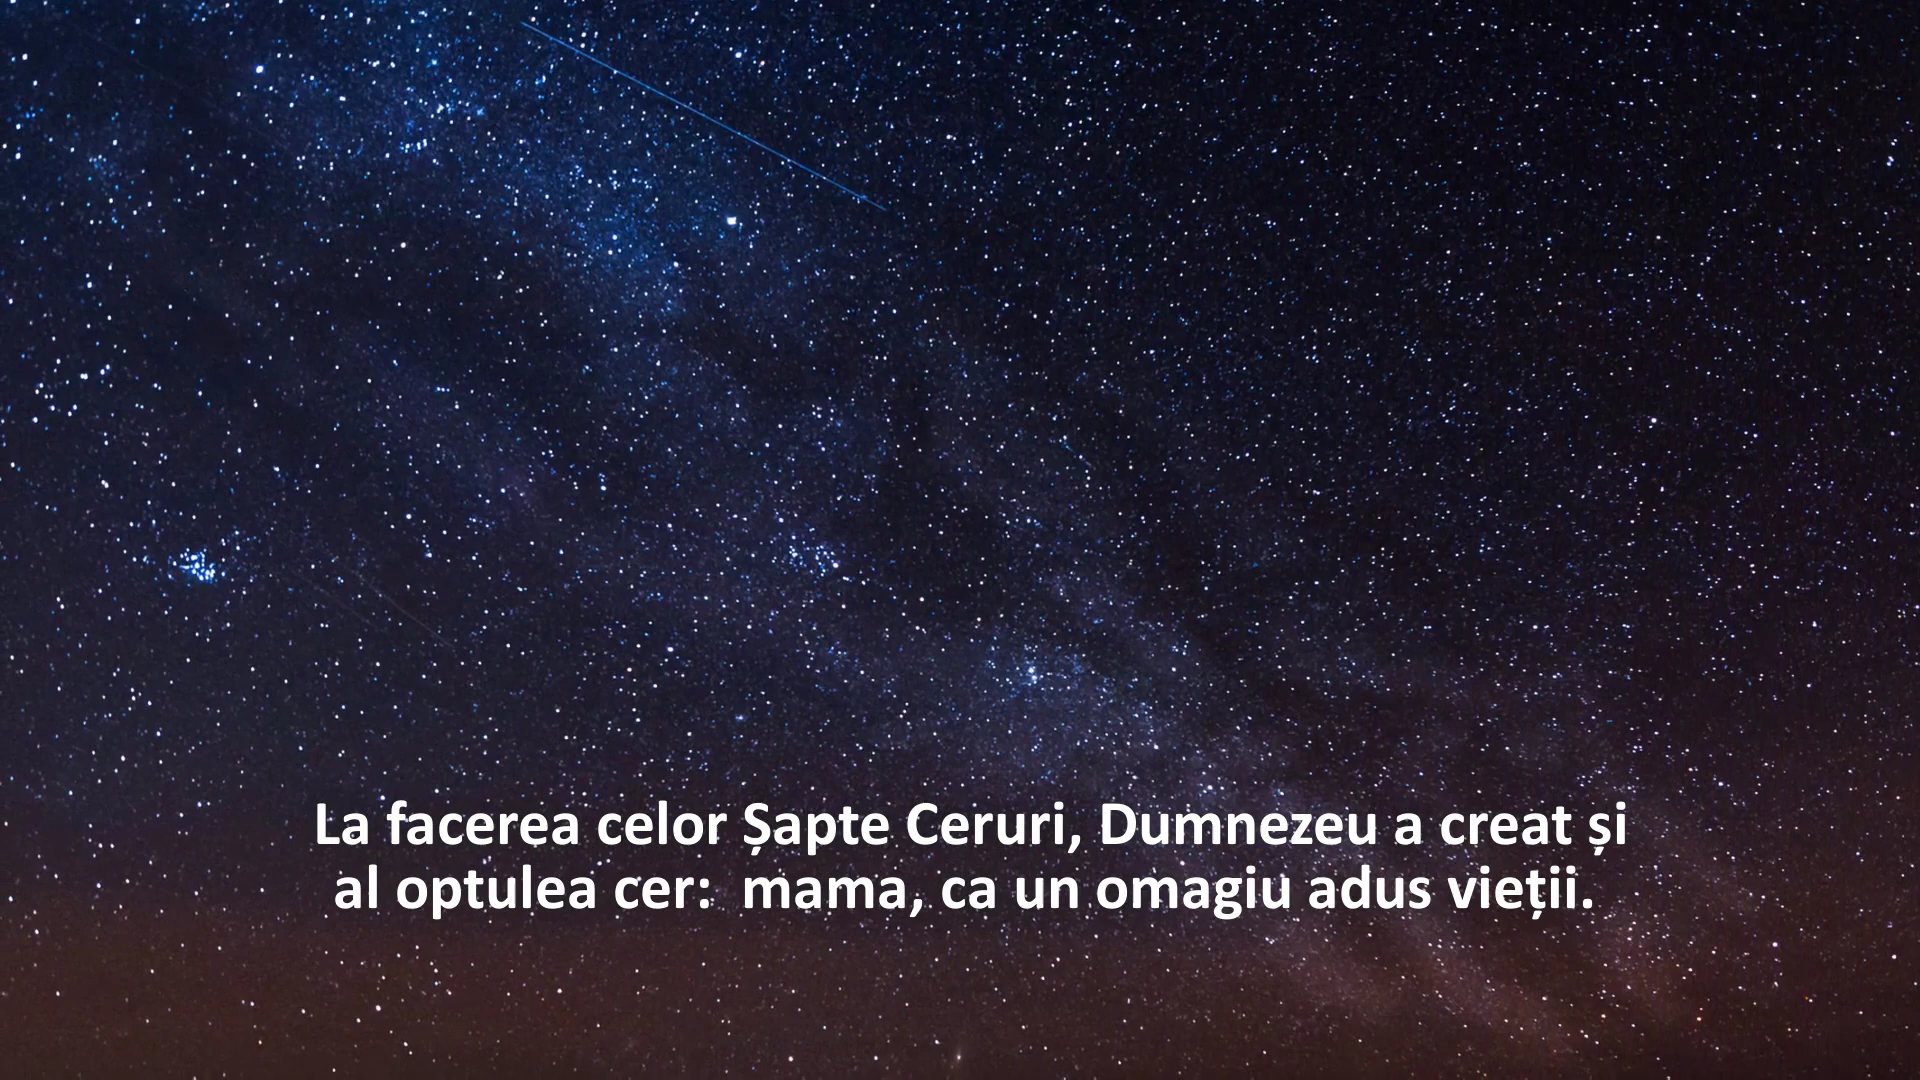 La facerea celor Șapte Ceruri, Dumnezeu a creat și
al optulea cer:  mama, ca un omagiu adus vieții.